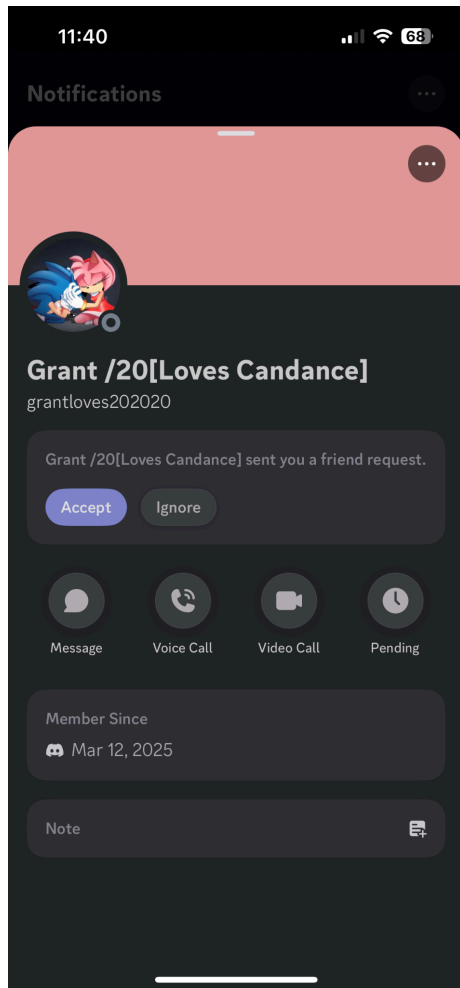 11:40
68
Notifications
Grant /20[Loves Candance]
grantloves202020
Grant /20[Loves Candance] sent you a friend request.
Accept
Ignore
Message
Voice Call
Video Call
Pending
Member Since
Mar 12, 2025
Note